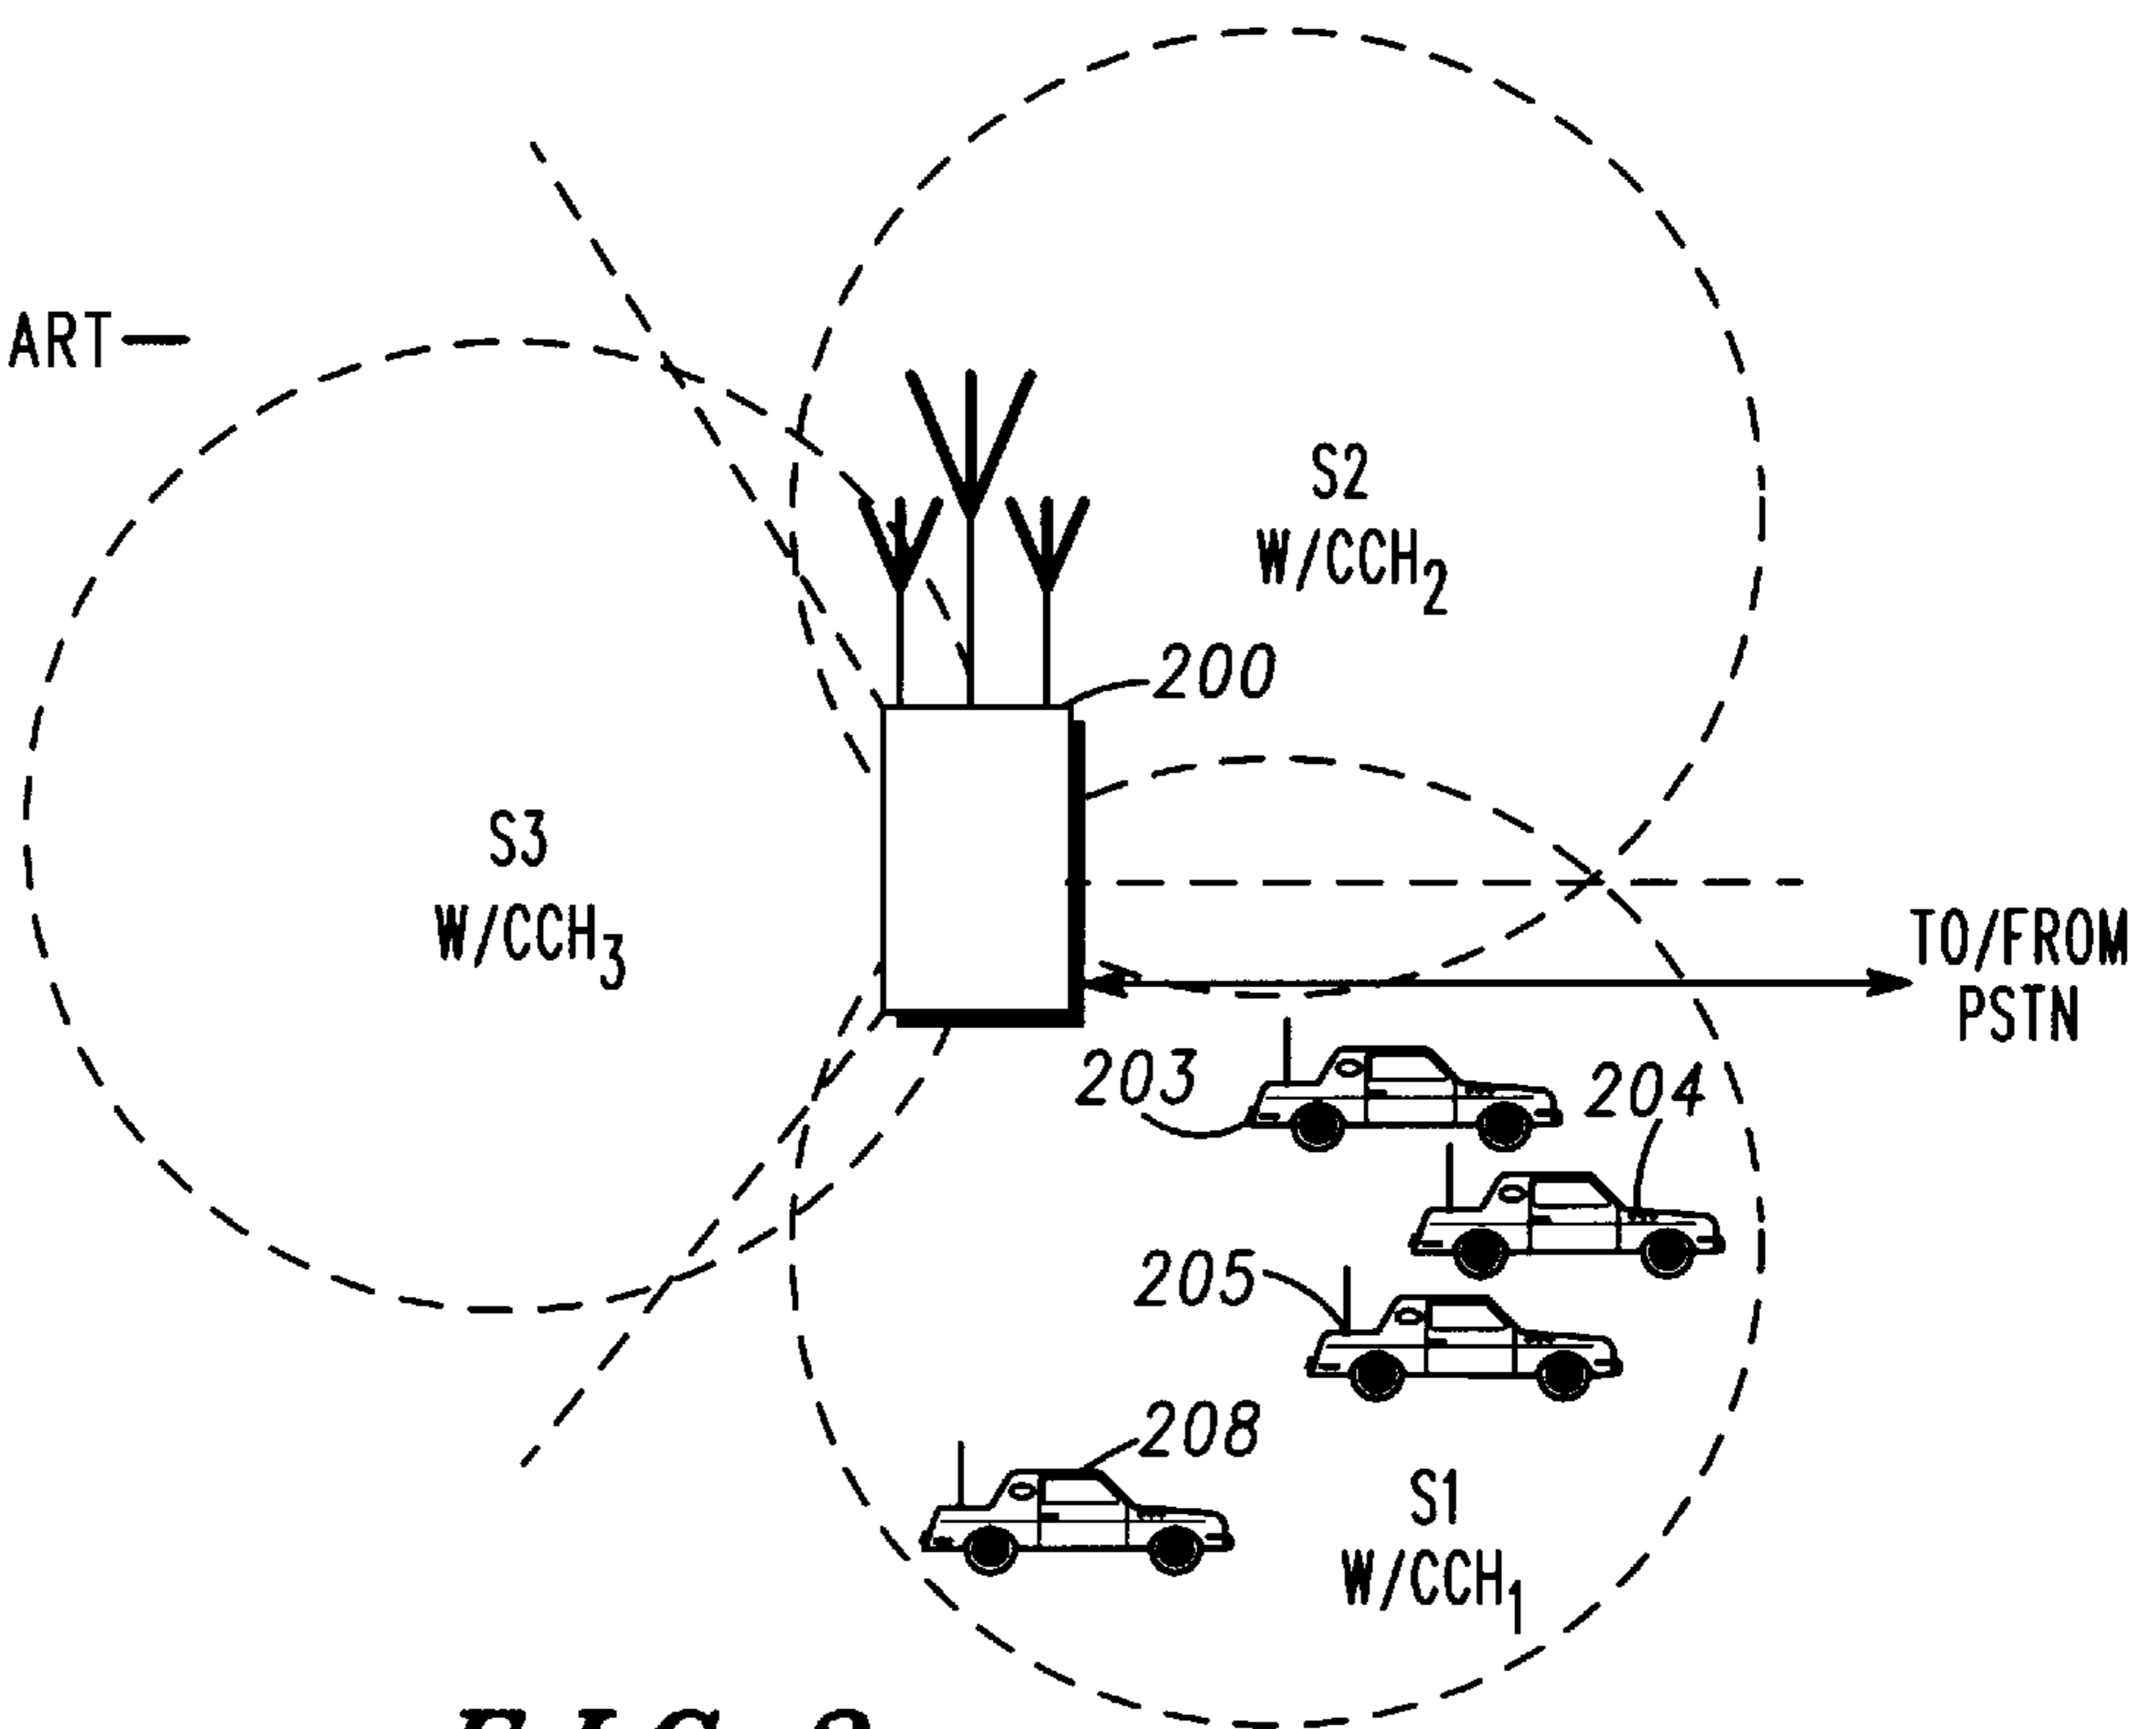 ART—
S2
W/CCH2
200
S3
W/CCH3
TO/FROM
PSTN
203
204
205
208
S1
W/CCH1